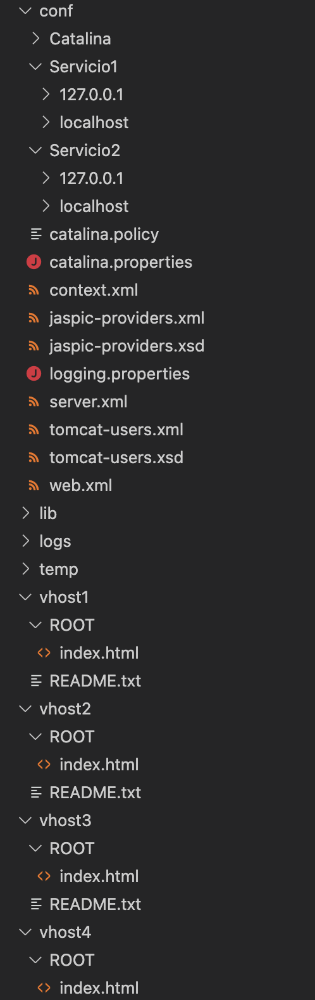 conf
Catalina
Servicio1
127.0.0.1
localhost
Servicio2
127.0.0.1
localhost
catalina.policy
catalina.properties
context.xml
jaspic-providers.xml
jaspic-providers.xsd
logging.properties
server.xml
tomcat-users.xml
tomcat-users.xsd
web.xml
lib
logs
temp
vhost1
ROOT
index.html
README.txt
vhost2
ROOT
index.html
README.txt
vhost3
ROOT
index.html
README.txt
vhost4
ROOT
index.html